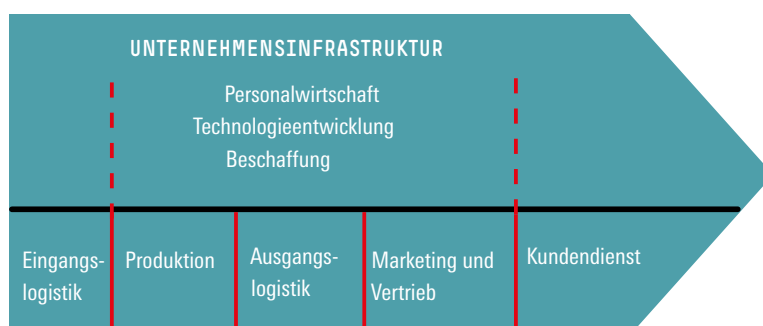 UNTERNEHMENSINFRASTRUKTUR
Personalwirtschaft
Technologieentwicklung
Beschaffung
Eingangs-
logistik
Produktion
Ausgangs-
logistik
Marketing und
Vertrieb
Kundendienst